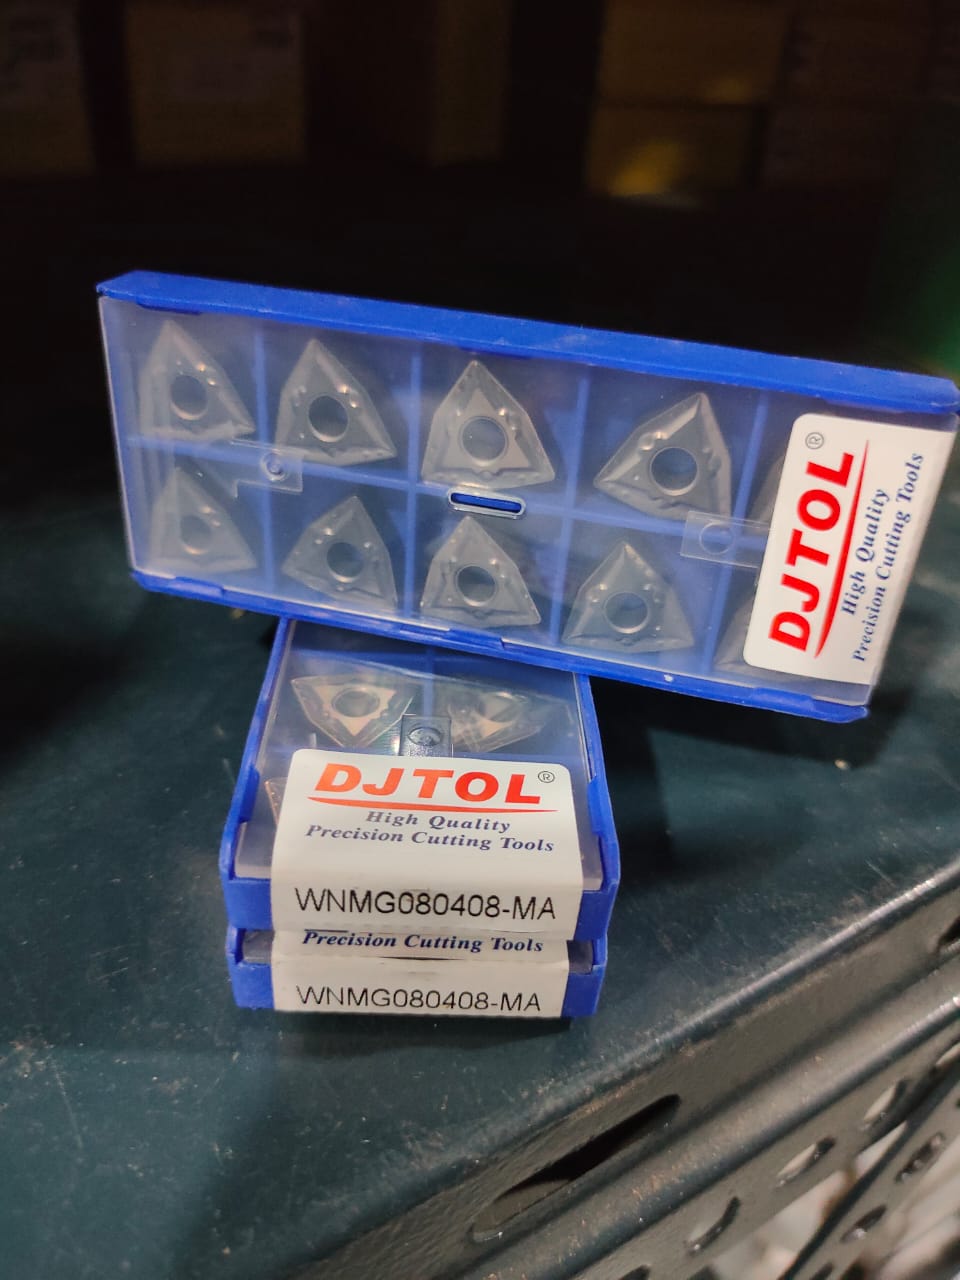 DJTOL®
High Quality
Precision Cutting Tools
DJTOL®
High Quality
Precision Cutting Tools
WNMG080408-MA
Precision Cutting Tools
WNMG080408-MA